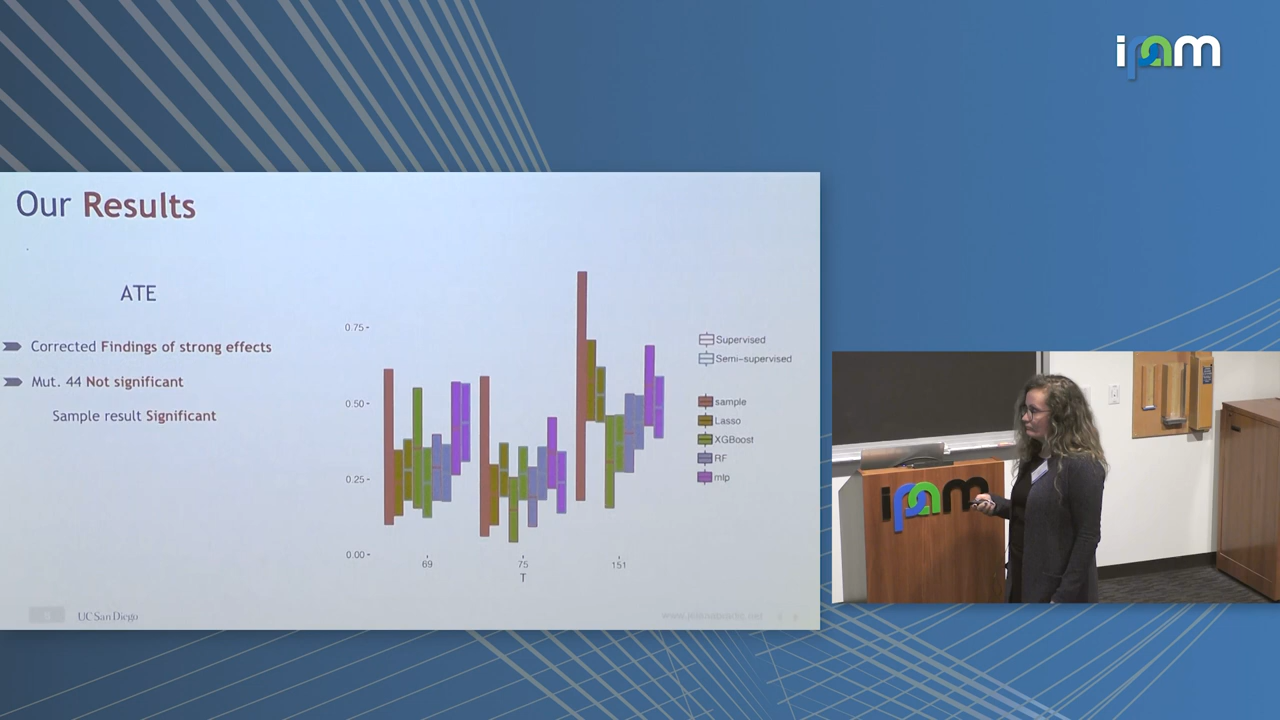 ipam
Our Results
ATE
Corrected Findings of strong effects
Mut. 44 Not significant
Sample result Significant
0.75
0.50
0.25
0.00
69
75
151
T
Supervised
Semi-supervised
sample
Lasso
XGBoost
RF
mlp
UC San Diego
ipam